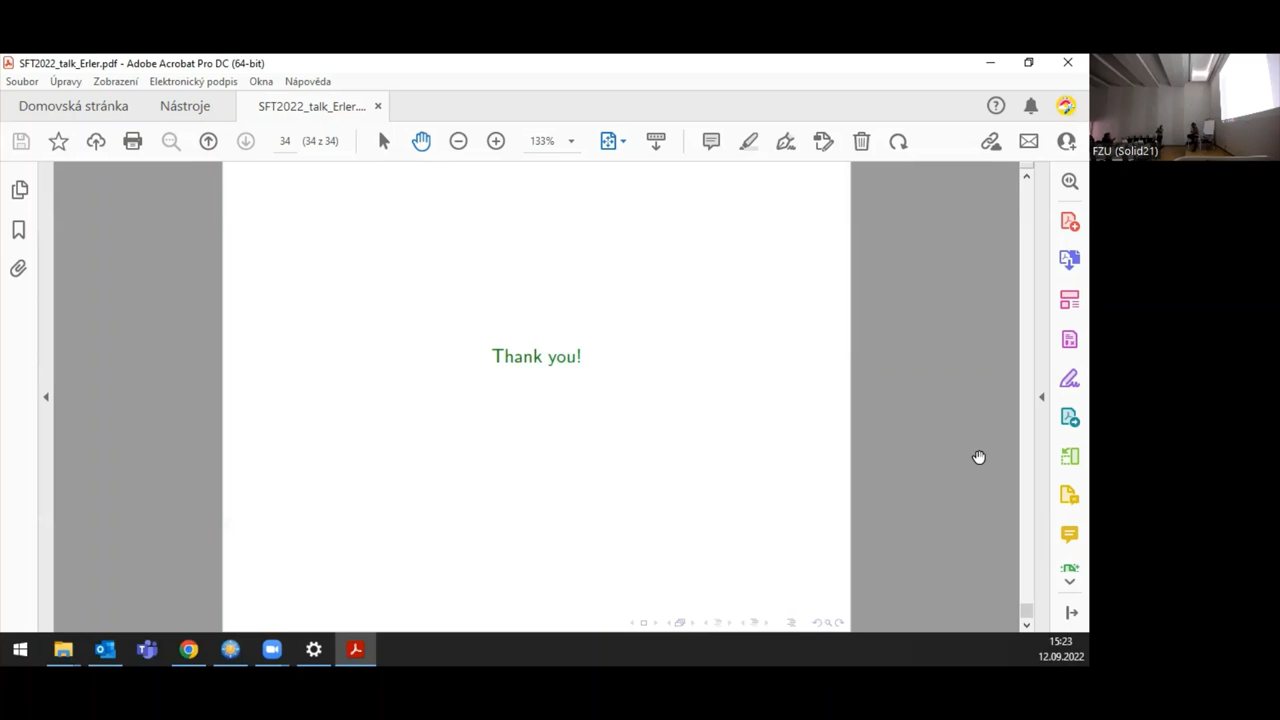 SFT2022_talk_Erler.pdf - Adobe Acrobat Pro DC (64-bit)
Soubor Úpravy Zobrazení Elektronický podpis Okna Nápověda
Domovská stránka Nástroje SFT2022_talk_Erler....
34 (34 z 34) 133%
FZU (Solid21)
Thank you!
15:23
12.09.2022